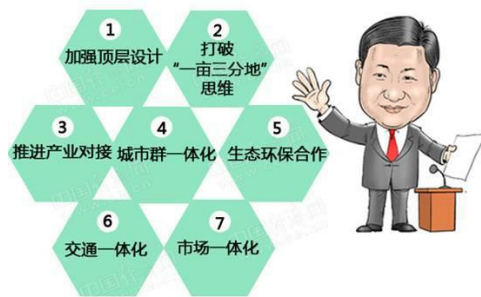 1
加强顶层设计
2
打破
“一亩三分地”
思维
3
推进产业对接
4
城市群一体化
5
生态环保合作
6
交通一体化
7
市场一体化